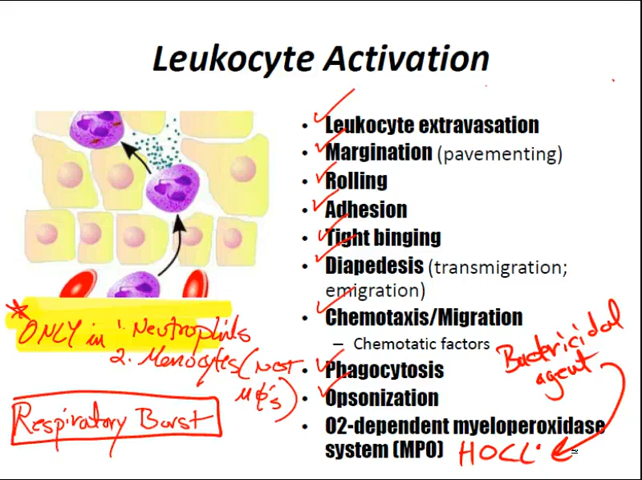 Leukocyte Activation
• Leukocyte extravasation
• Margination (pavementing)
• Rolling
• Adhesion
• Tight binging
• Diapedesis (transmigration;
emigration)
• Chemotaxis/Migration
– Chemotatic factors
• Phagocytosis
• Opsonization
• O2-dependent myeloperoxidase
system (MPO)
* ONLY in 1. Neutrophils
2. Monocytes (NOT
MØ's)
Respiratory Burst
Bactericidal
agent
HOCl•